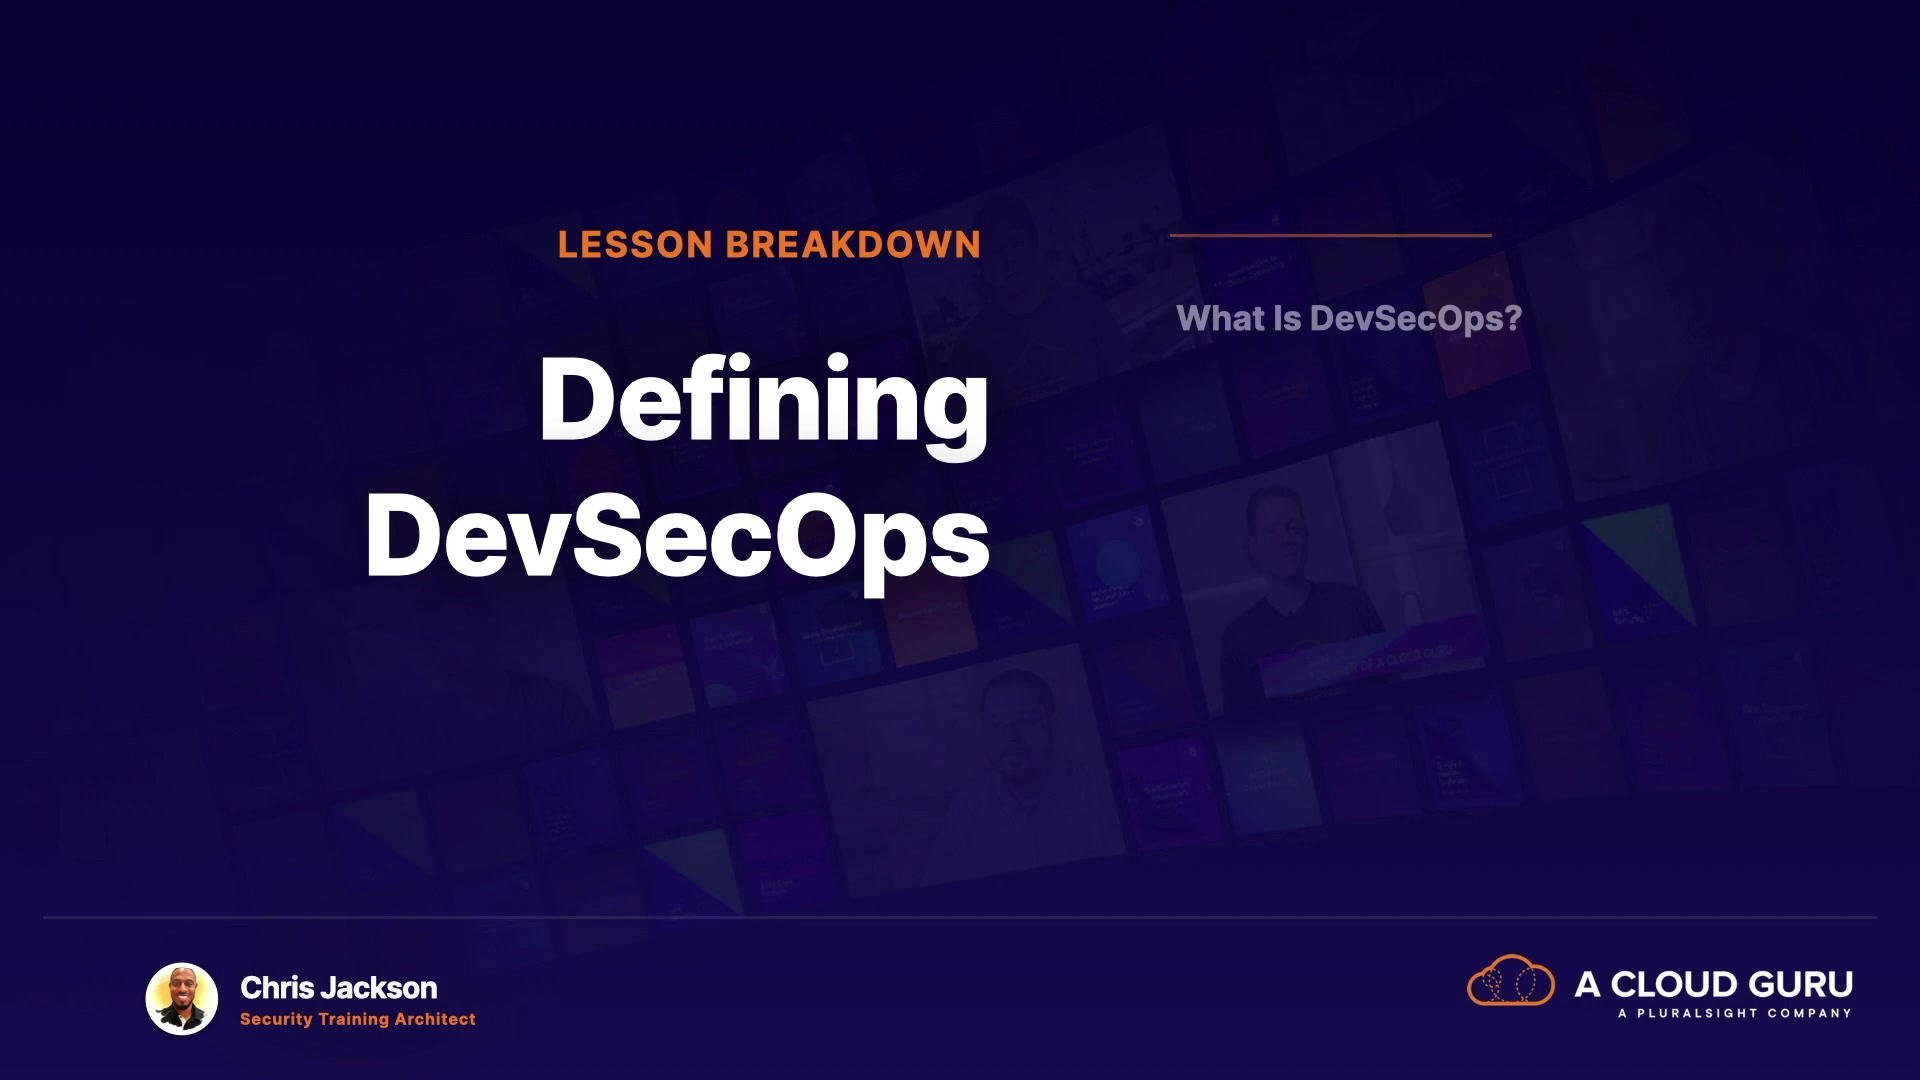 LESSON BREAKDOWN
Defining
DevSecOps
What Is DevSecOps?
Chris Jackson
Security Training Architect
A CLOUD GURU
A PLURALSIGHT COMPANY